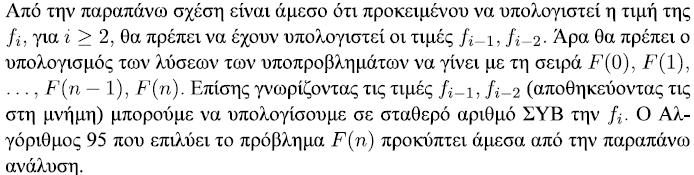 Από την παραπάνω σχέση είναι άμεσο ότι προκειμένου να υπολογιστεί η τιμή της
f_i, για i ≥ 2, θα πρέπει να έχουν υπολογιστεί οι τιμές f_{i−1}, f_{i−2}. Άρα θα πρέπει ο
υπολογισμός των λύσεων των υποπροβλημάτων να γίνει με τη σειρά F(0), F(1),
..., F(n − 1), F(n). Επίσης γνωρίζοντας τις τιμές f_{i−1}, f_{i−2} (αποθηκεύοντας τις
στη μνήμη) μπορούμε να υπολογίσουμε σε σταθερό αριθμό ΣΥΒ την f_i. Ο Αλ-
γόριθμος 95 που επιλύει το πρόβλημα F(n) προκύπτει άμεσα από την παραπάνω
ανάλυση.